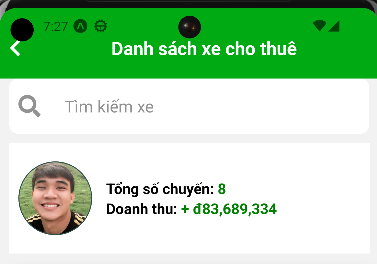 7:27
Danh sách xe cho thuê
Tìm kiếm xe
Tổng số chuyến: 8
Doanh thu: + đ83,689,334